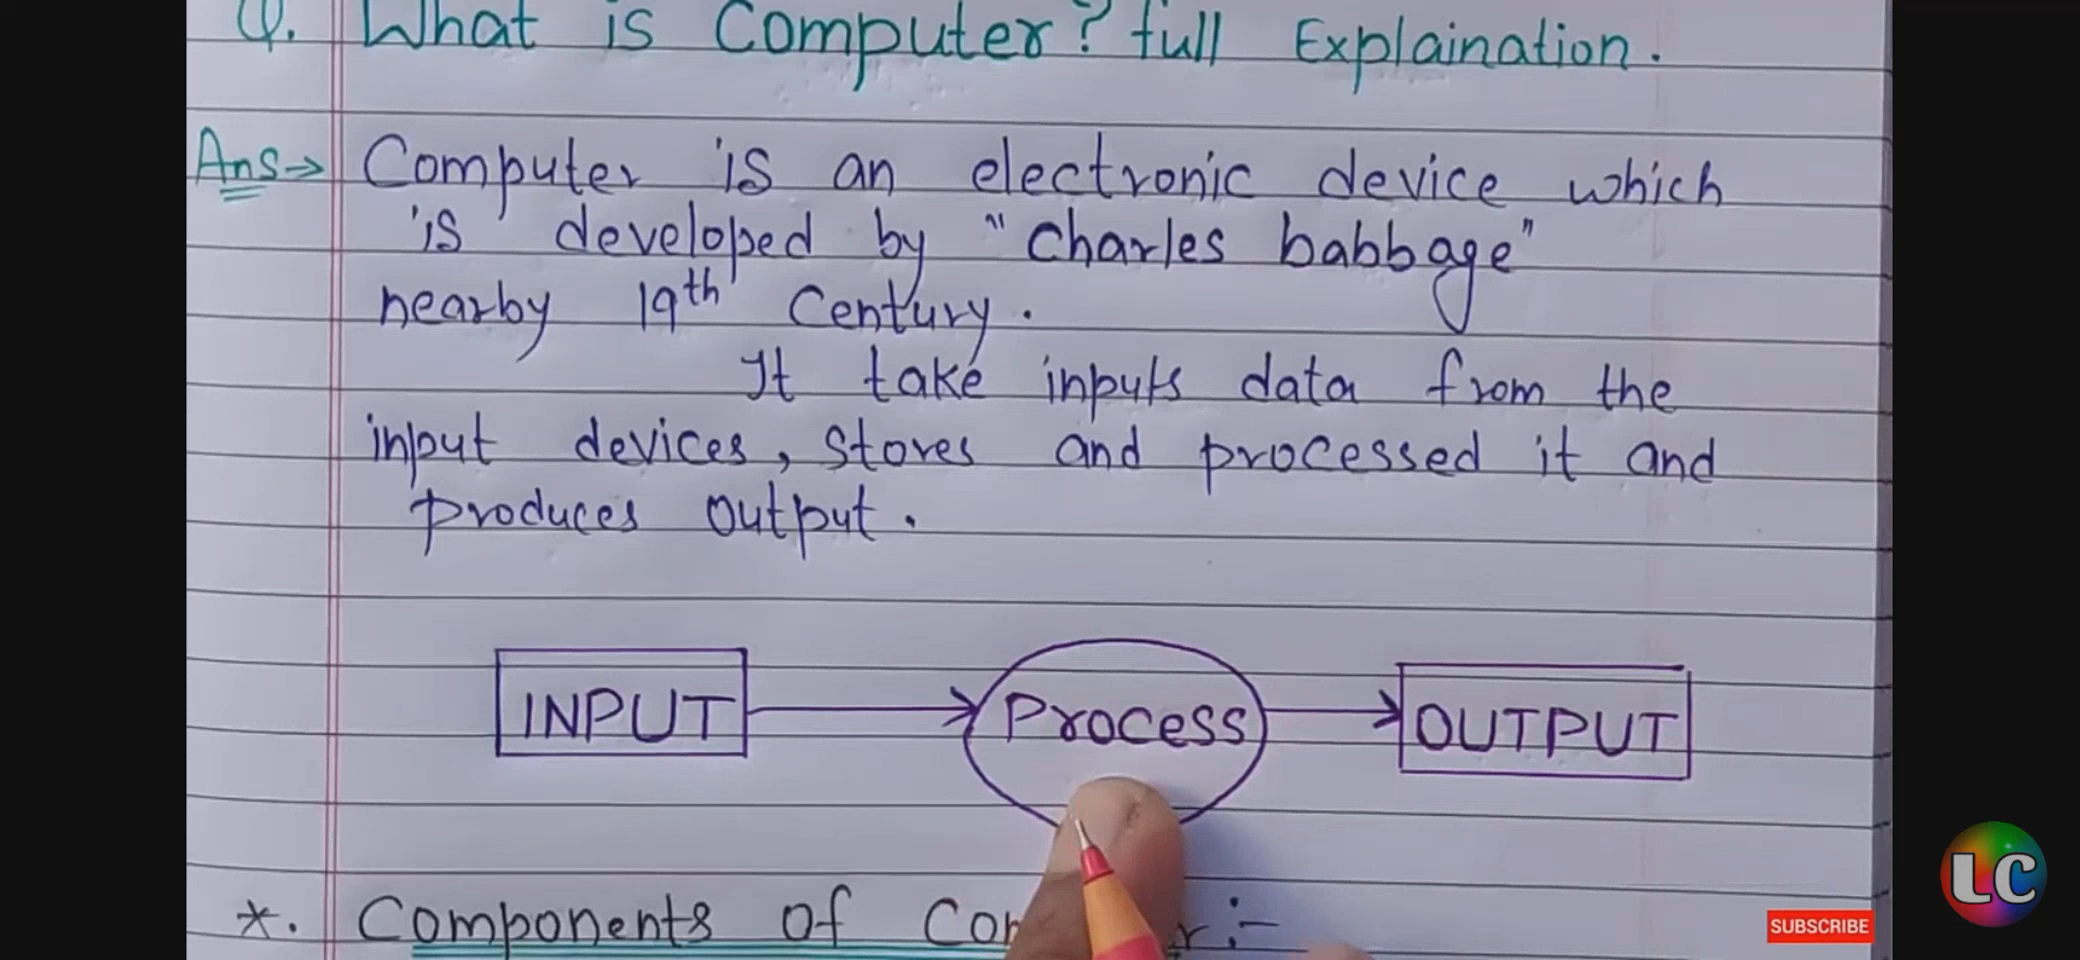 Q. What is Computer? full Explaination.
Ans→ Computer is an electronic device which
is developed by "Charles babbage"
nearby 19th Century.
It take inputs data from the
input devices, stores and processed it and
produces output.
INPUT Process OUTPUT
*. Components of Com r:-
LC
SUBSCRIBE